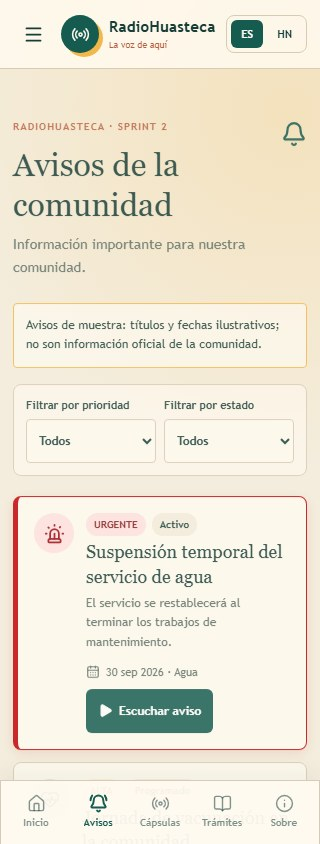 RadioHuasteca
La voz de aquí
ES HN
RADIOHUASTECA • SPRINT 2
Avisos de la
comunidad
Información importante para nuestra
comunidad.
Avisos de muestra: títulos y fechas ilustrativos;
no son información oficial de la comunidad.
Filtrar por prioridad Filtrar por estado
Todos Todos
URGENTE Activo
Suspensión temporal del
servicio de agua
El servicio se restablecerá al
terminar los trabajos de
mantenimiento.
30 sep 2026 · Agua
Escuchar aviso
la comunidad
Inicio Avisos Cápsulas Trámites Sobre